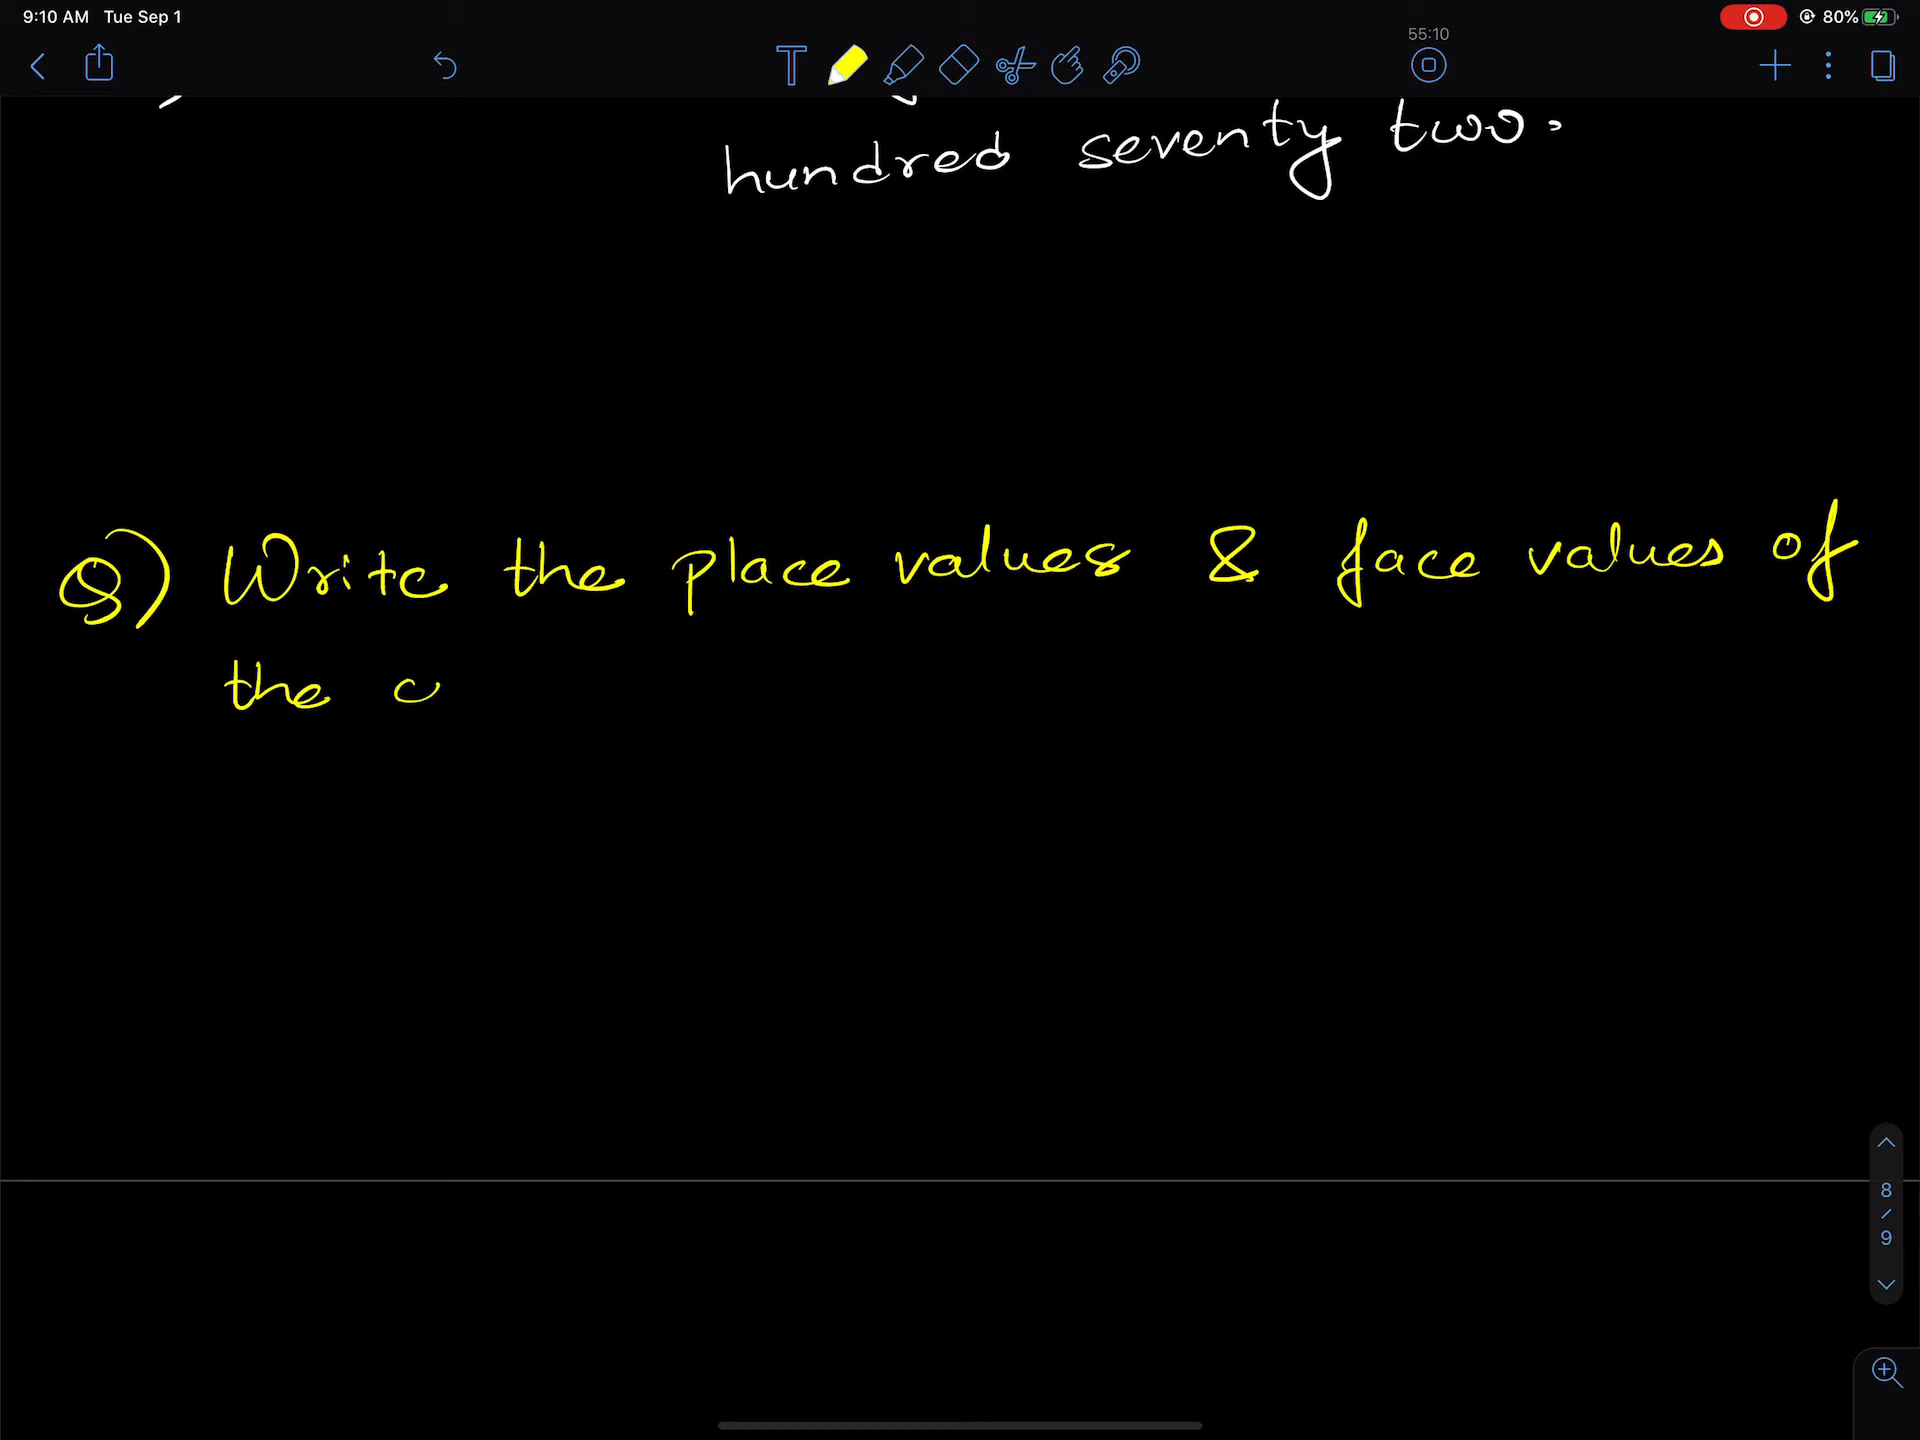 9:10 AM Tue Sep 1
80%
55:10
hundred seventy two.
Q) Write the place values & face values of
the
8
/
9